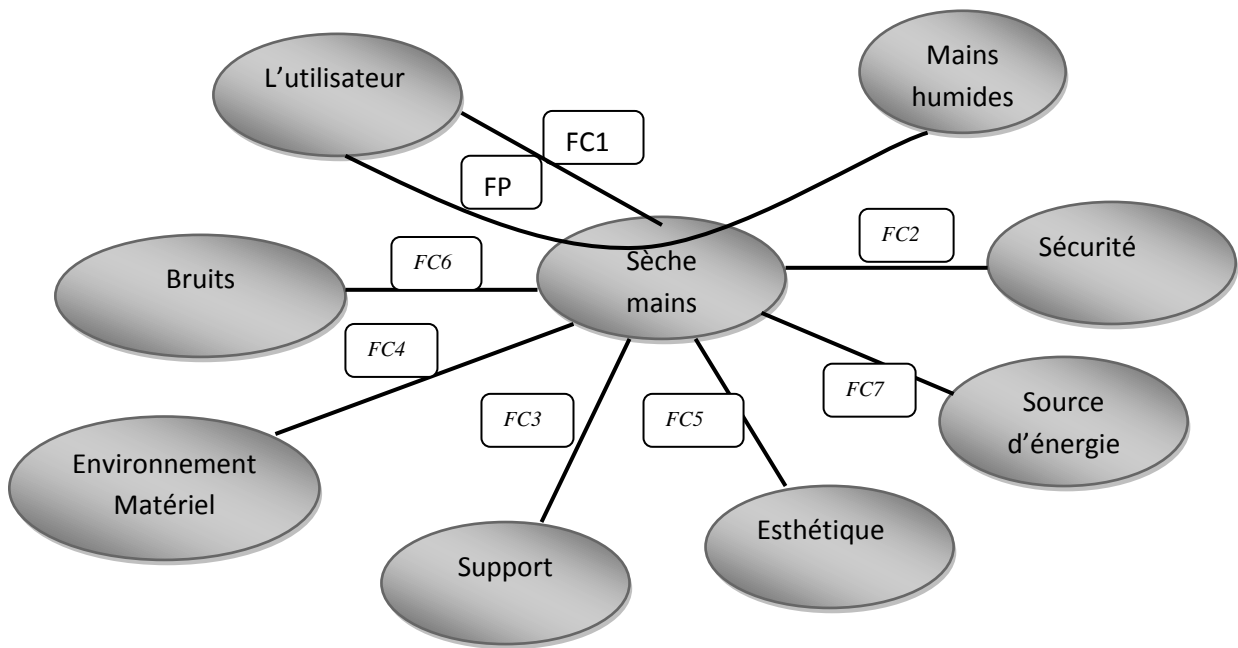 L'utilisateur
Mains
humides
FC1
FP
FC2
Sécurité
Bruits
FC6
Sèche
mains
FC4
FC7
Source
d'énergie
FC3
FC5
Environnement
Matériel
Esthétique
Support